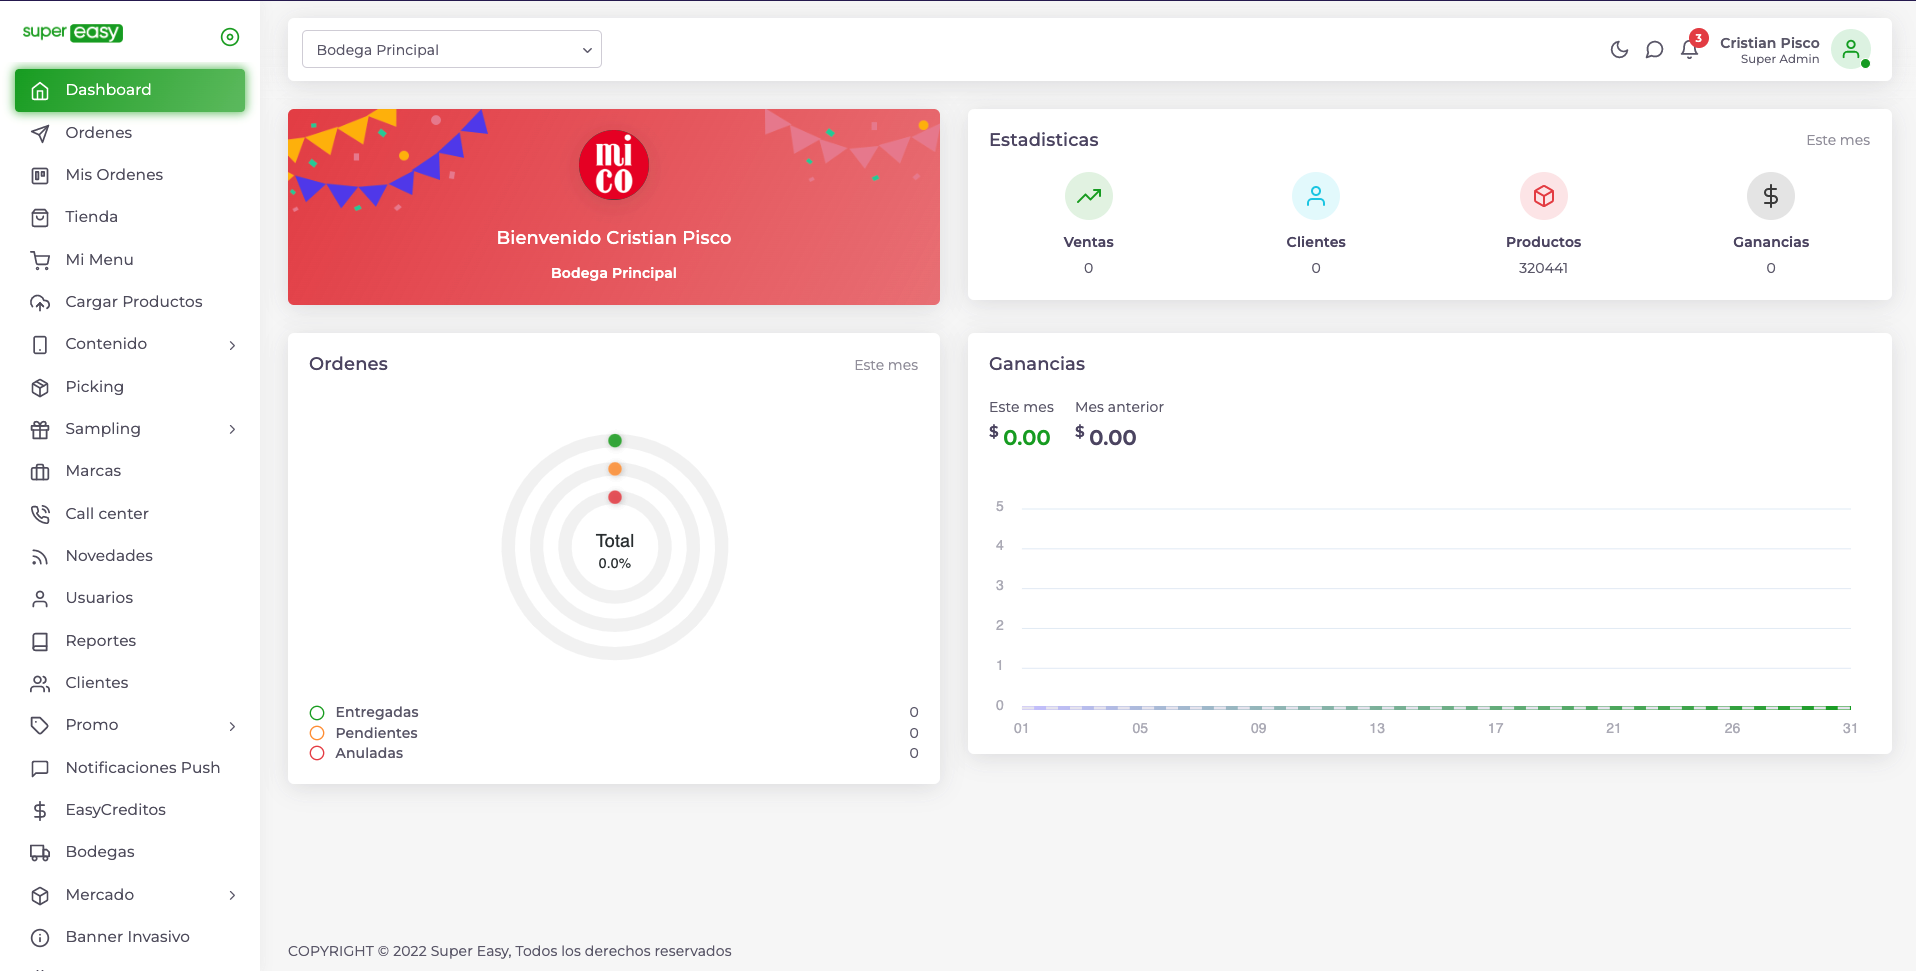 super easy
Dashboard
Ordenes
Mis Ordenes
Tienda
Mi Menu
Cargar Productos
Contenido
Picking
Sampling
Marcas
Call center
Novedades
Usuarios
Reportes
Clientes
Promo
Notificaciones Push
EasyCreditos
Bodegas
Mercado
Banner Invasivo
Bodega Principal
3
Cristian Pisco
Super Admin
mi
co
Bienvenido Cristian Pisco
Bodega Principal
Estadisticas
Este mes
Ventas
0
Clientes
0
Productos
320441
Ganancias
0
Ordenes
Este mes
Total
0.0%
Entregadas 0
Pendientes 0
Anuladas 0
Ganancias
Este mes
$ 0.00
Mes anterior
$ 0.00
5
4
3
2
1
0
01 05 09 13 17 21 26 31
COPYRIGHT © 2022 Super Easy, Todos los derechos reservados